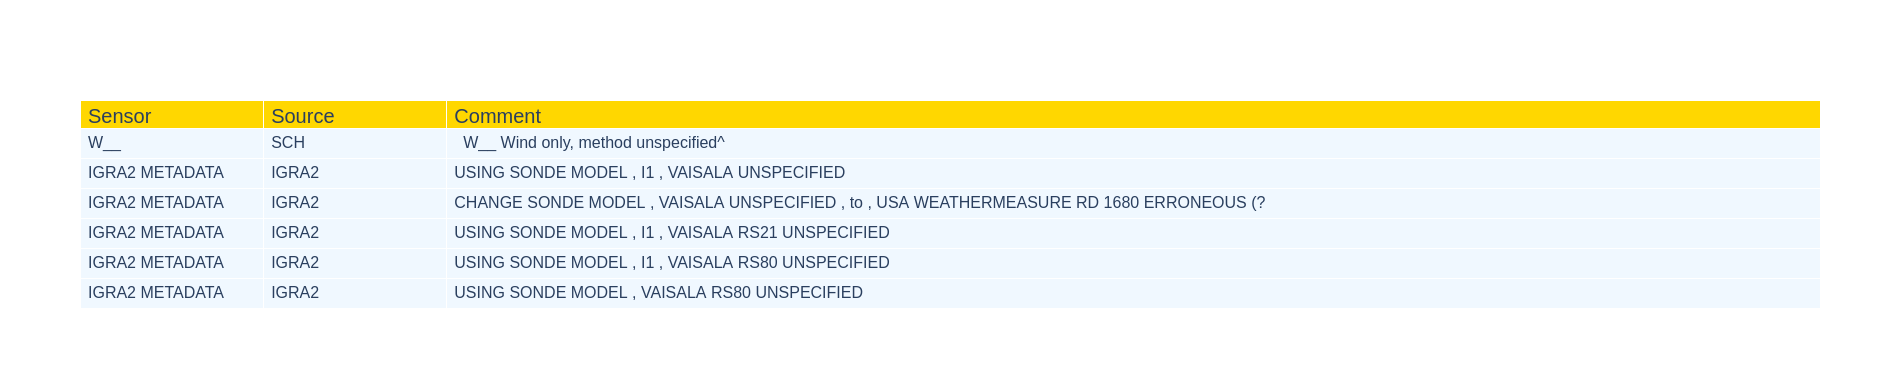 Sensor Source Comment
W__ SCH W__ Wind only, method unspecified^
IGRA2 METADATA IGRA2 USING SONDE MODEL , I1 , VAISALA UNSPECIFIED
IGRA2 METADATA IGRA2 CHANGE SONDE MODEL , VAISALA UNSPECIFIED , to , USA WEATHERMEASURE RD 1680 ERRONEOUS (?
IGRA2 METADATA IGRA2 USING SONDE MODEL , I1 , VAISALA RS21 UNSPECIFIED
IGRA2 METADATA IGRA2 USING SONDE MODEL , I1 , VAISALA RS80 UNSPECIFIED
IGRA2 METADATA IGRA2 USING SONDE MODEL , VAISALA RS80 UNSPECIFIED